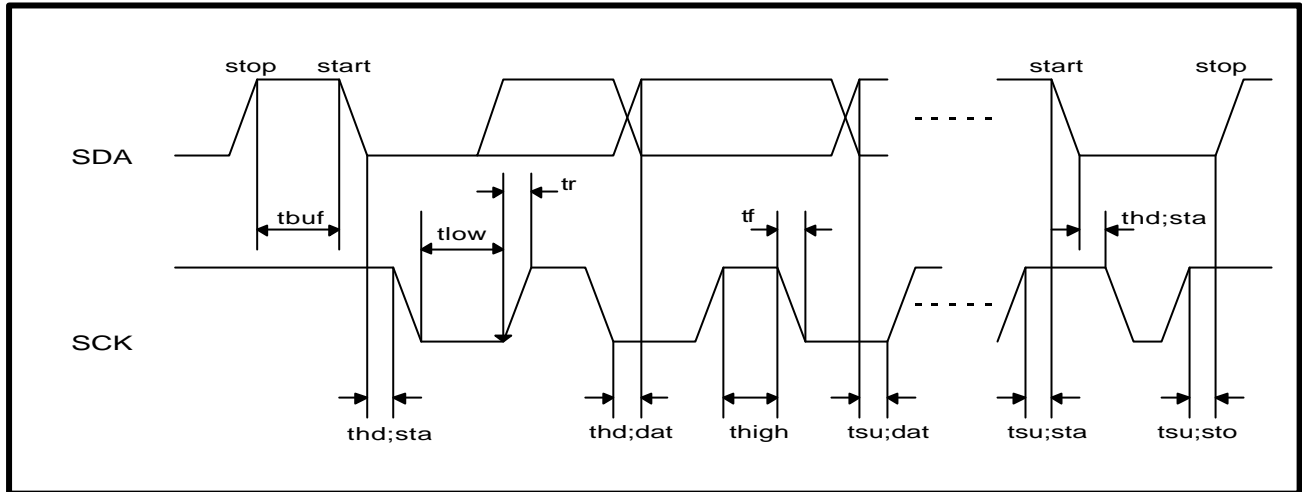 stop start start stop
SDA
tr
tbuf tlow tf thd;sta
SCK
thd;sta thd;dat thigh tsu;dat tsu;sta tsu;sto